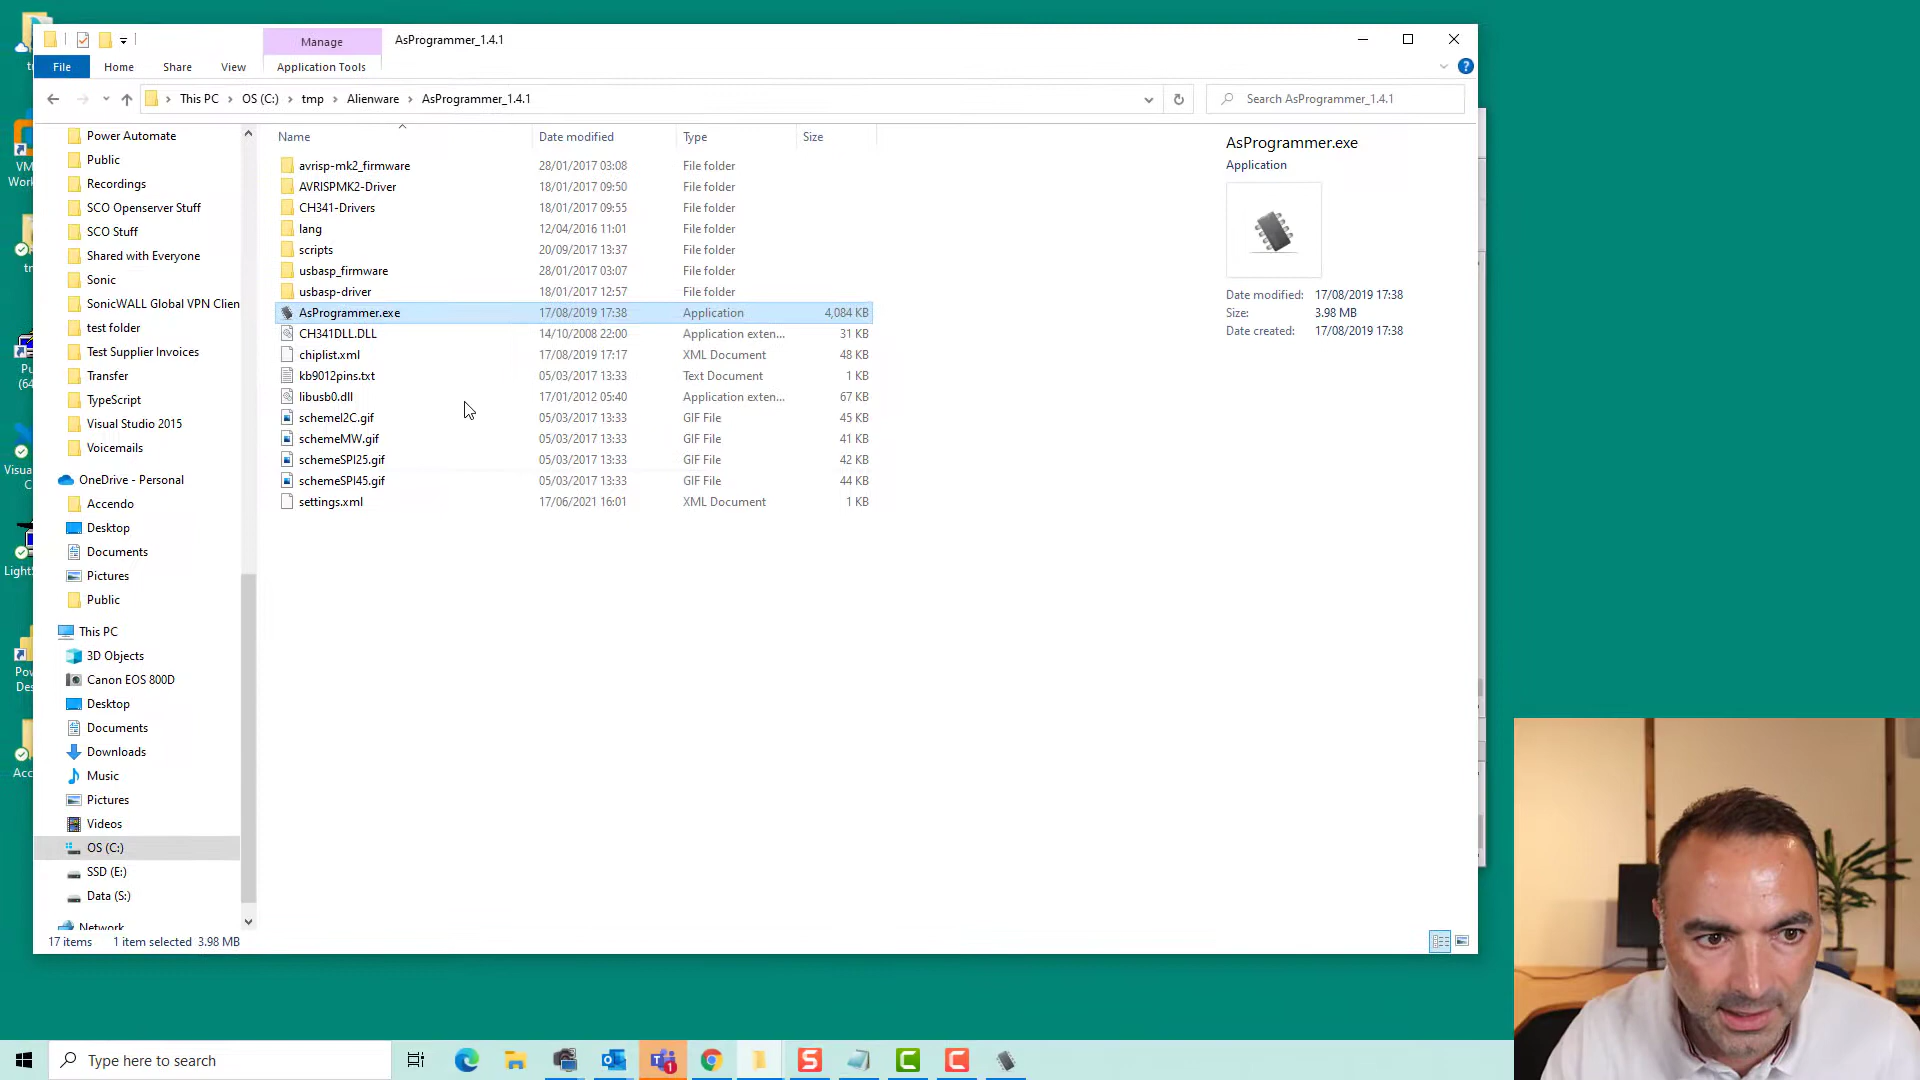 Manage
AsProgrammer_1.4.1
File
Home
Share
View
Application Tools
This PC
OS (C:)
tmp
Alienware
AsProgrammer_1.4.1
Search AsProgrammer_1.4.1
Power Automate
Public
Recordings
SCO Openserver Stuff
SCO Stuff
Shared with Everyone
Sonic
SonicWALL Global VPN Clien
test folder
Test Supplier Invoices
Transfer
TypeScript
Visual Studio 2015
Voicemails
OneDrive - Personal
Accendo
Desktop
Documents
Pictures
Public
This PC
3D Objects
Canon EOS 800D
Desktop
Documents
Downloads
Music
Pictures
Videos
OS (C:)
SSD (E:)
Data (S:)
Network
Name Date modified Type Size
avrisp-mk2_firmware 28/01/2017 03:08 File folder
AVRISPMK2-Driver 18/01/2017 09:50 File folder
CH341-Drivers 18/01/2017 09:55 File folder
lang 12/04/2016 11:01 File folder
scripts 20/09/2017 13:37 File folder
usbasp_firmware 28/01/2017 03:07 File folder
usbasp-driver 18/01/2017 12:57 File folder
AsProgrammer.exe 17/08/2019 17:38 Application 4,084 KB
CH341DLL.DLL 14/10/2008 22:00 Application exten... 31 KB
chiplist.xml 17/08/2019 17:17 XML Document 48 KB
kb9012pins.txt 05/03/2017 13:33 Text Document 1 KB
libusb0.dll 17/01/2012 05:40 Application exten... 67 KB
schemeI2C.gif 05/03/2017 13:33 GIF File 45 KB
schemeMW.gif 05/03/2017 13:33 GIF File 41 KB
schemeSPI25.gif 05/03/2017 13:33 GIF File 42 KB
schemeSPI45.gif 05/03/2017 13:33 GIF File 44 KB
settings.xml 17/06/2021 16:01 XML Document 1 KB
AsProgrammer.exe
Application
Date modified: 17/08/2019 17:38
Size: 3.98 MB
Date created: 17/08/2019 17:38
17 items 1 item selected 3.98 MB
VM
Work
Pu
(64
Visua
C
LightS
Pow
Des
Acc
Type here to search
1